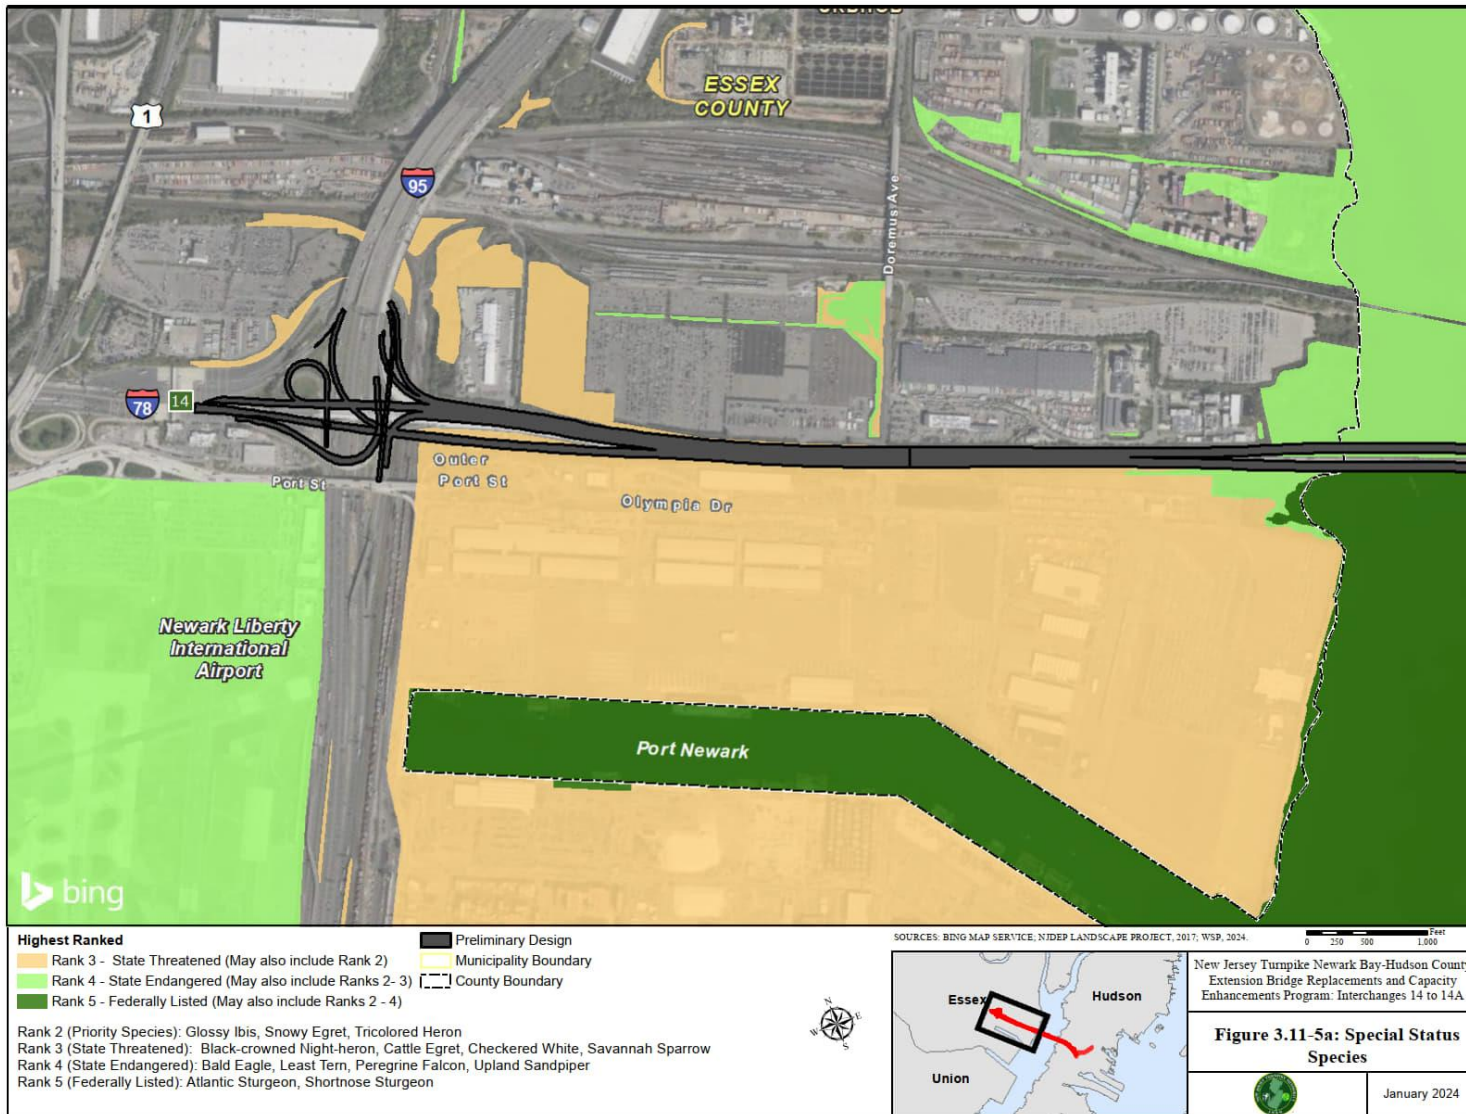 ESSEX
COUNTY
1
95
Doremus Ave
78
14
Outer
Port St
Port St
Olympia Dr
Newark Liberty
International
Airport
Port Newark
bing
Highest Ranked
Rank 3 - State Threatened (May also include Rank 2)
Rank 4 - State Endangered (May also include Ranks 2- 3)
Rank 5 - Federally Listed (May also include Ranks 2 - 4)
Preliminary Design
Municipality Boundary
County Boundary
Rank 2 (Priority Species): Glossy Ibis, Snowy Egret, Tricolored Heron
Rank 3 (State Threatened): Black-crowned Night-heron, Cattle Egret, Checkered White, Savannah Sparrow
Rank 4 (State Endangered): Bald Eagle, Least Tern, Peregrine Falcon, Upland Sandpiper
Rank 5 (Federally Listed): Atlantic Sturgeon, Shortnose Sturgeon
N
W E
S
SOURCES: BING MAP SERVICE; NJDEP LANDSCAPE PROJECT, 2017; WSP, 2024.
Feet
0 250 500 1,000
Essex
Hudson
Union
New Jersey Turnpike Newark Bay-Hudson County
Extension Bridge Replacements and Capacity
Enhancements Program: Interchanges 14 to 14A
Figure 3.11-5a: Special Status
Species
January 2024